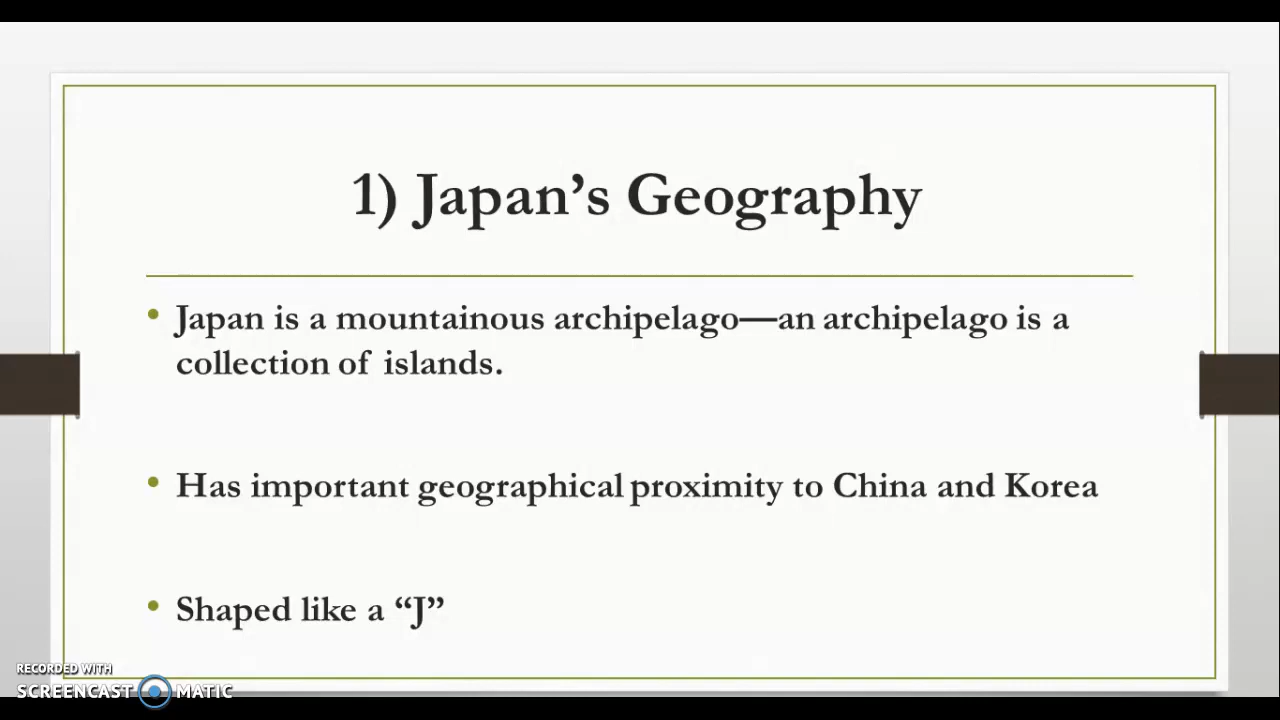 1) Japan’s Geography
• Japan is a mountainous archipelago—an archipelago is a
collection of islands.
• Has important geographical proximity to China and Korea
• Shaped like a “J”
RECORDED WITH
SCREENCAST MATIC